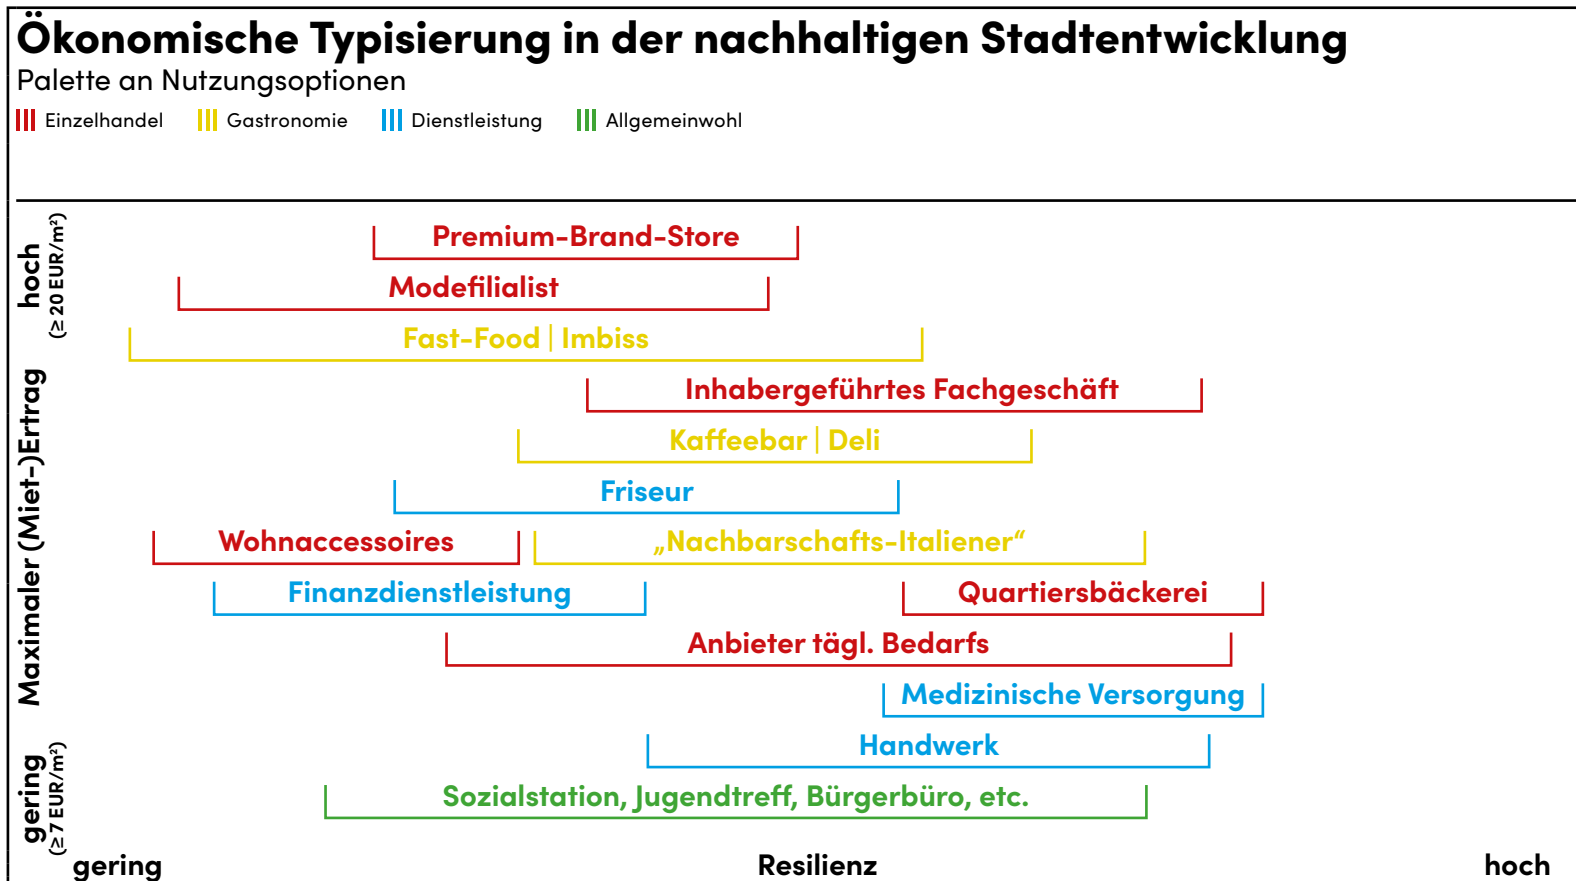 Ökonomische Typisierung in der nachhaltigen Stadtentwicklung
Palette an Nutzungsoptionen
Einzelhandel Gastronomie Dienstleistung Allgemeinwohl
hoch
(≥ 20 EUR/m²)
Maximaler (Miet-)Ertrag
gering
(≥ 7 EUR/m²)
Premium-Brand-Store
Modefilialist
Fast-Food | Imbiss
Inhabergeführtes Fachgeschäft
Kaffeebar | Deli
Friseur
Wohnaccessoires „Nachbarschafts-Italiener“
Finanzdienstleistung Quartiersbäckerei
Anbieter tägl. Bedarfs
Medizinische Versorgung
Handwerk
Sozialstation, Jugendtreff, Bürgerbüro, etc.
gering Resilienz hoch